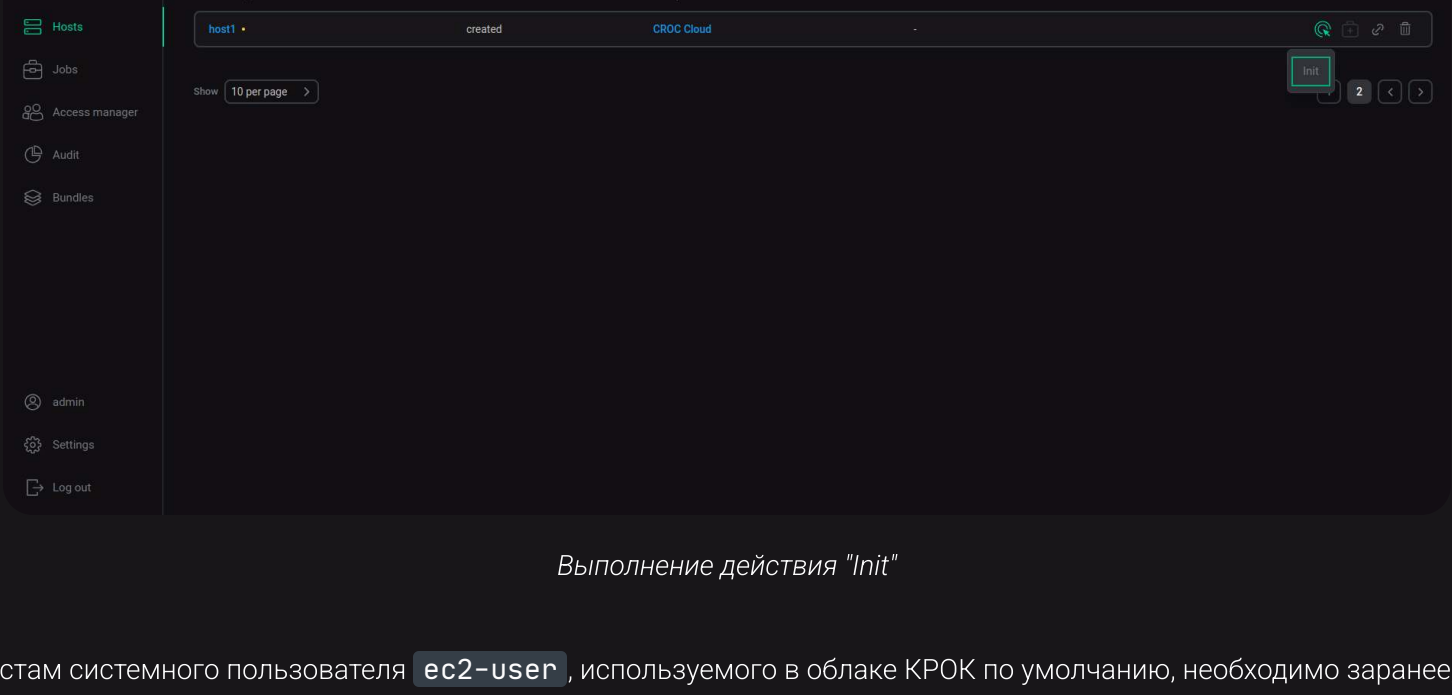 Hosts
host1
created
CROC Cloud
-
Jobs
Init
Show 10 per page
2
Access manager
Audit
Bundles
admin
Settings
Log out
Выполнение действия "Init"
стам системного пользователя ec2-user, используемого в облаке КРОК по умолчанию, необходимо заранее